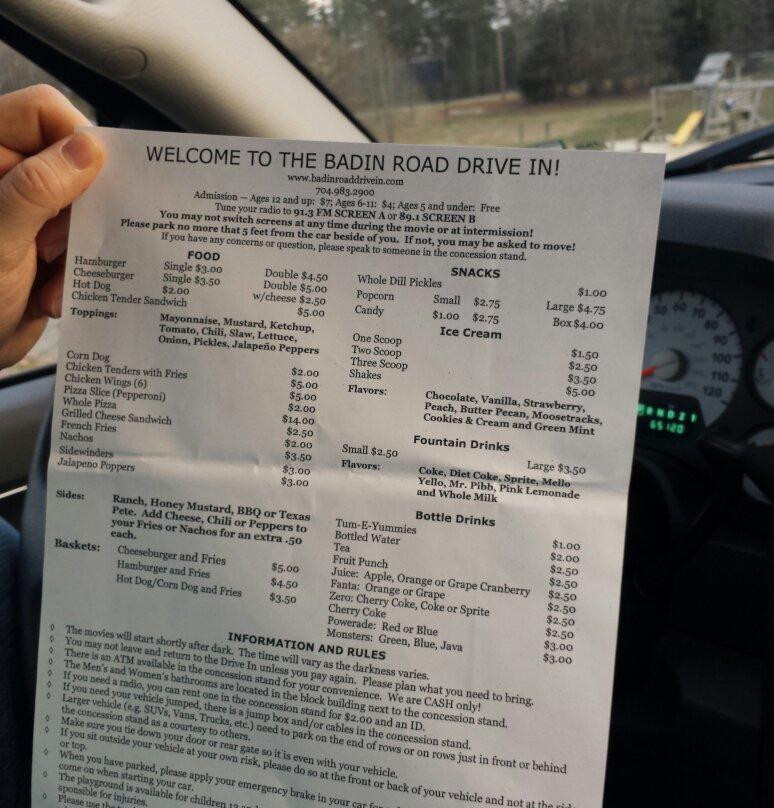 WELCOME TO THE BADIN ROAD DRIVE IN!
www.badinroaddrivein.com
704.983.2900
Admission — Ages 12 and up: $7; Ages 6-11: $4; Ages 5 and under: Free
Tune your radio to 91.3 FM SCREEN A or 89.1 SCREEN B
You may not switch screens at any time during the movie or at intermission!
Please park no more that 5 feet from the car beside of you. If not, you may be asked to move!
If you have any concerns or question, please speak to someone in the concession stand.
FOOD
Hamburger Single $3.00 Double $4.50
Cheeseburger Single $3.50 Double $5.00
Hot Dog $2.00 w/cheese $2.50
Chicken Tender Sandwich $5.00
Toppings: Mayonnaise, Mustard, Ketchup,
Tomato, Chili, Slaw, Lettuce,
Onion, Pickles, Jalapeño Peppers
Corn Dog $2.00
Chicken Tenders with Fries $5.00
Chicken Wings (6) $5.00
Pizza Slice (Pepperoni) $2.00
Whole Pizza $14.00
Grilled Cheese Sandwich $2.50
French Fries $2.00
Nachos $3.50
Sidewinders $3.00
Jalapeno Poppers $3.00
Sides: Ranch, Honey Mustard, BBQ or Texas
Pete. Add Cheese, Chili or Peppers to
your Fries or Nachos for an extra .50
each.
Baskets: Cheeseburger and Fries $5.00
Hamburger and Fries $4.50
Hot Dog/Corn Dog and Fries $3.50
SNACKS
Whole Dill Pickles $1.00
Popcorn Small $2.75 Large $4.75
Candy $1.00 $2.75 Box $4.00
Ice Cream
One Scoop $1.50
Two Scoop $2.50
Three Scoop $3.50
Shakes $5.00
Flavors: Chocolate, Vanilla, Strawberry,
Peach, Butter Pecan, Moosetracks,
Cookies & Cream and Green Mint
Fountain Drinks
Small $2.50 Large $3.50
Flavors: Coke, Diet Coke, Sprite, Mello
Yello, Mr. Pibb, Pink Lemonade
and Whole Milk
Bottle Drinks
Tum-E-Yummies $1.00
Bottled Water $2.00
Tea $2.50
Fruit Punch $2.50
Juice: Apple, Orange or Grape Cranberry $2.50
Fanta: Orange or Grape $2.50
Zero: Cherry Coke, Coke or Sprite $2.50
Cherry Coke $2.50
Powerade: Red or Blue $3.00
Monsters: Green, Blue, Java $3.00
INFORMATION AND RULES
◊ The movies will start shortly after dark. The time will vary as the darkness varies.
◊ You may not leave and return to the Drive In unless you pay again. Please plan what you need to bring.
◊ There is an ATM available in the concession stand for your convenience. We are CASH only!
◊ The Men's and Women's bathrooms are located in the block building next to the concession stand.
◊ If you need a radio, you can rent one in the concession stand for $2.00 and an ID.
◊ If you need your vehicle jumped, there is a jump box and/or cables in the concession stand.
◊ Larger vehicle (e.g. SUVs, Vans, Trucks, etc.) need to park on the end of rows or on rows just in front or behind
the concession stand as a courtesy to others.
◊ Make sure you tie down your door or rear gate so it is even with your vehicle.
◊ If you sit outside your vehicle at your own risk, please do so at the front or back of your vehicle and not at the side
or top.
◊ When you have parked, please apply your emergency brake in your car for
come on when starting your car.
◊ The playground is available for children 12 an
sponsible for injuries.
◊ Please use the
60 70 80 90 100 110 120
R N D 2 1
65120